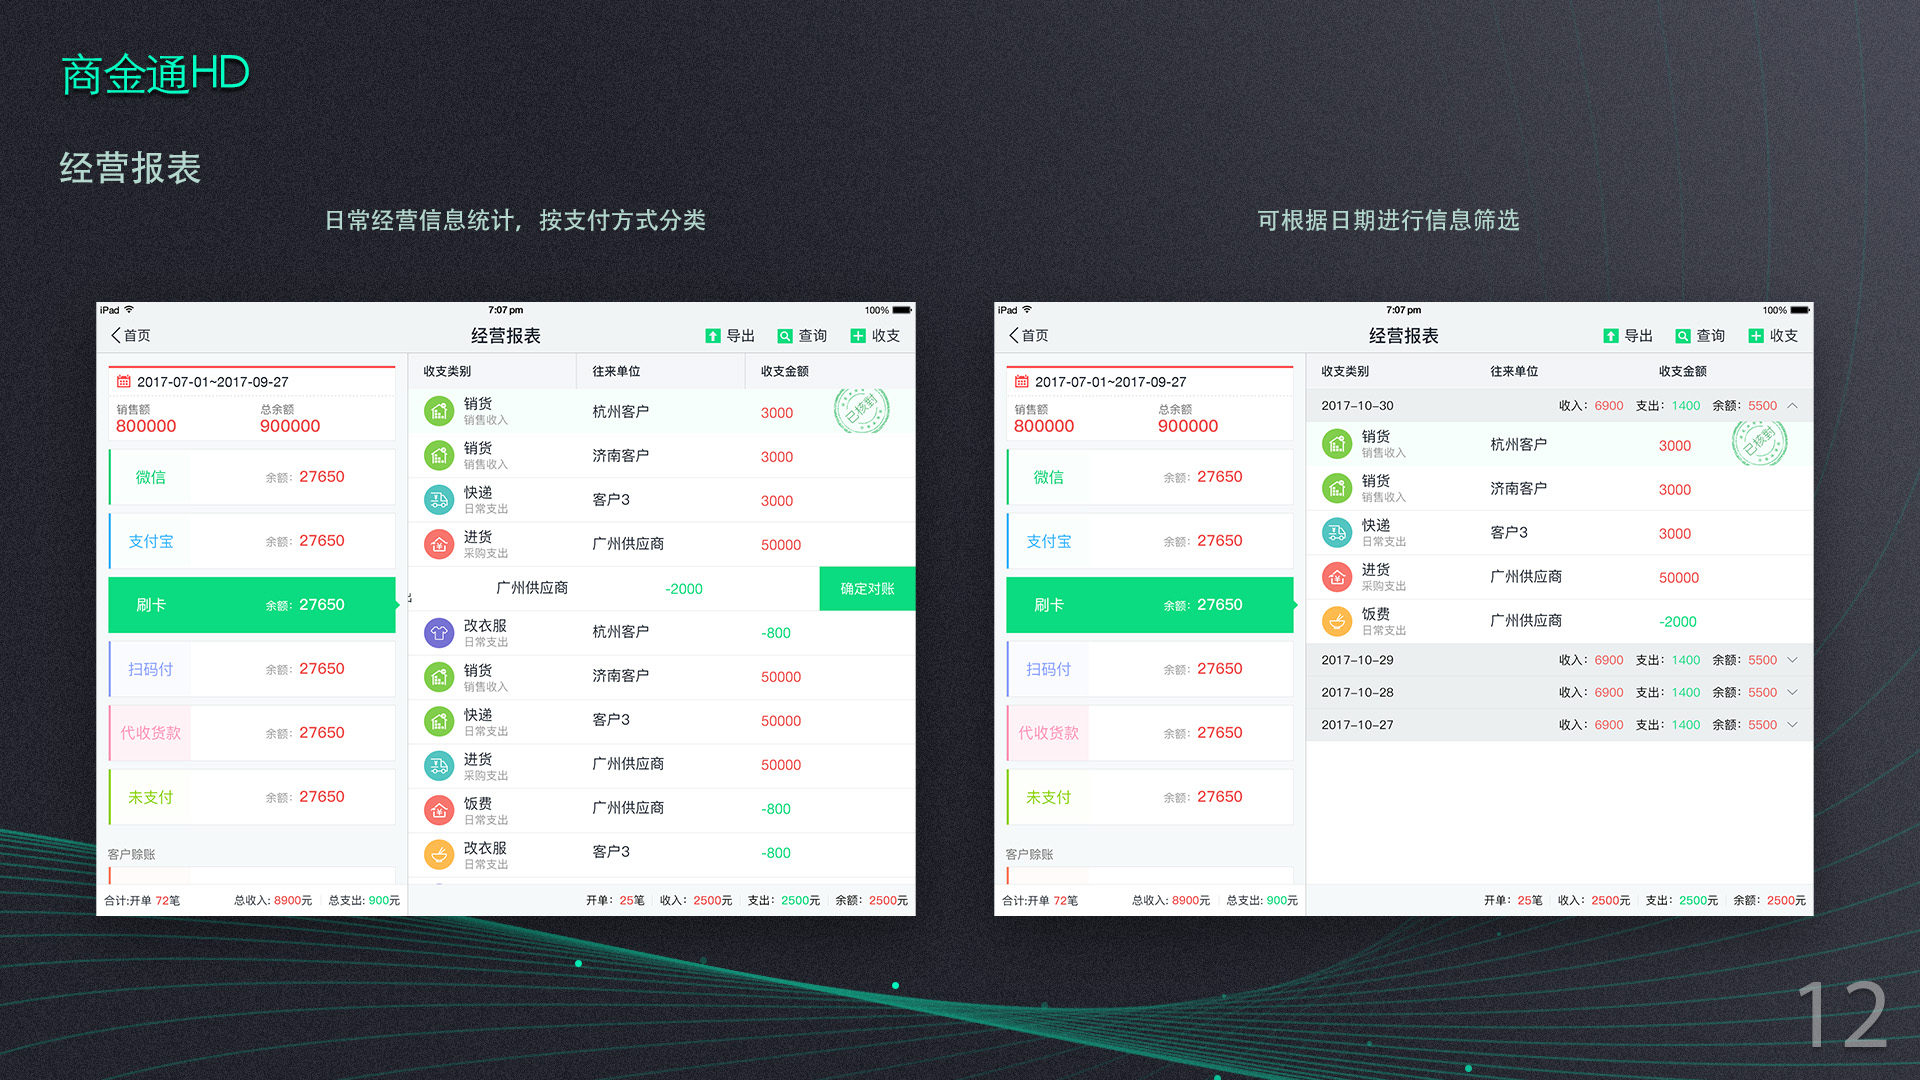 商金通HD
经营报表
日常经营信息统计，按支付方式分类
可根据日期进行信息筛选
iPad 7:07 pm 100%
首页 经营报表 导出 查询 收支
2017-07-01~2017-09-27
销售额 总余额
800000 900000
微信 余额： 27650
支付宝 余额： 27650
刷卡 余额： 27650
扫码付 余额： 27650
代收货款 余额： 27650
未支付 余额： 27650
客户赊账
合计:开单 72笔 总收入: 8900元 总支出: 900元
收支类别 往来单位 收支金额
销货 杭州客户 3000 已核對
销售收入
销货 济南客户 3000
销售收入
快递 客户3 3000
日常支出
进货 广州供应商 50000
采购支出
出 广州供应商 -2000 确定对账
改衣服 杭州客户 -800
日常支出
销货 济南客户 50000
销售收入
快递 客户3 50000
日常支出
进货 广州供应商 50000
采购支出
饭费 广州供应商 -800
日常支出
改衣服 客户3 -800
日常支出
开单： 25笔 收入： 2500元 支出： 2500元 余额： 2500元
iPad 7:07 pm 100%
首页 经营报表 导出 查询 收支
2017-07-01~2017-09-27
销售额 总余额
800000 900000
微信 余额： 27650
支付宝 余额： 27650
刷卡 余额： 27650
扫码付 余额： 27650
代收货款 余额： 27650
未支付 余额： 27650
客户赊账
合计:开单 72笔 总收入: 8900元 总支出: 900元
收支类别 往来单位 收支金额
2017-10-30 收入： 6900 支出： 1400 余额： 5500
销货 杭州客户 3000 已核對
销售收入
销货 济南客户 3000
销售收入
快递 客户3 3000
日常支出
进货 广州供应商 50000
采购支出
饭费 广州供应商 -2000
日常支出
2017-10-29 收入： 6900 支出： 1400 余额： 5500
2017-10-28 收入： 6900 支出： 1400 余额： 5500
2017-10-27 收入： 6900 支出： 1400 余额： 5500
开单： 25笔 收入： 2500元 支出： 2500元 余额： 2500元
12